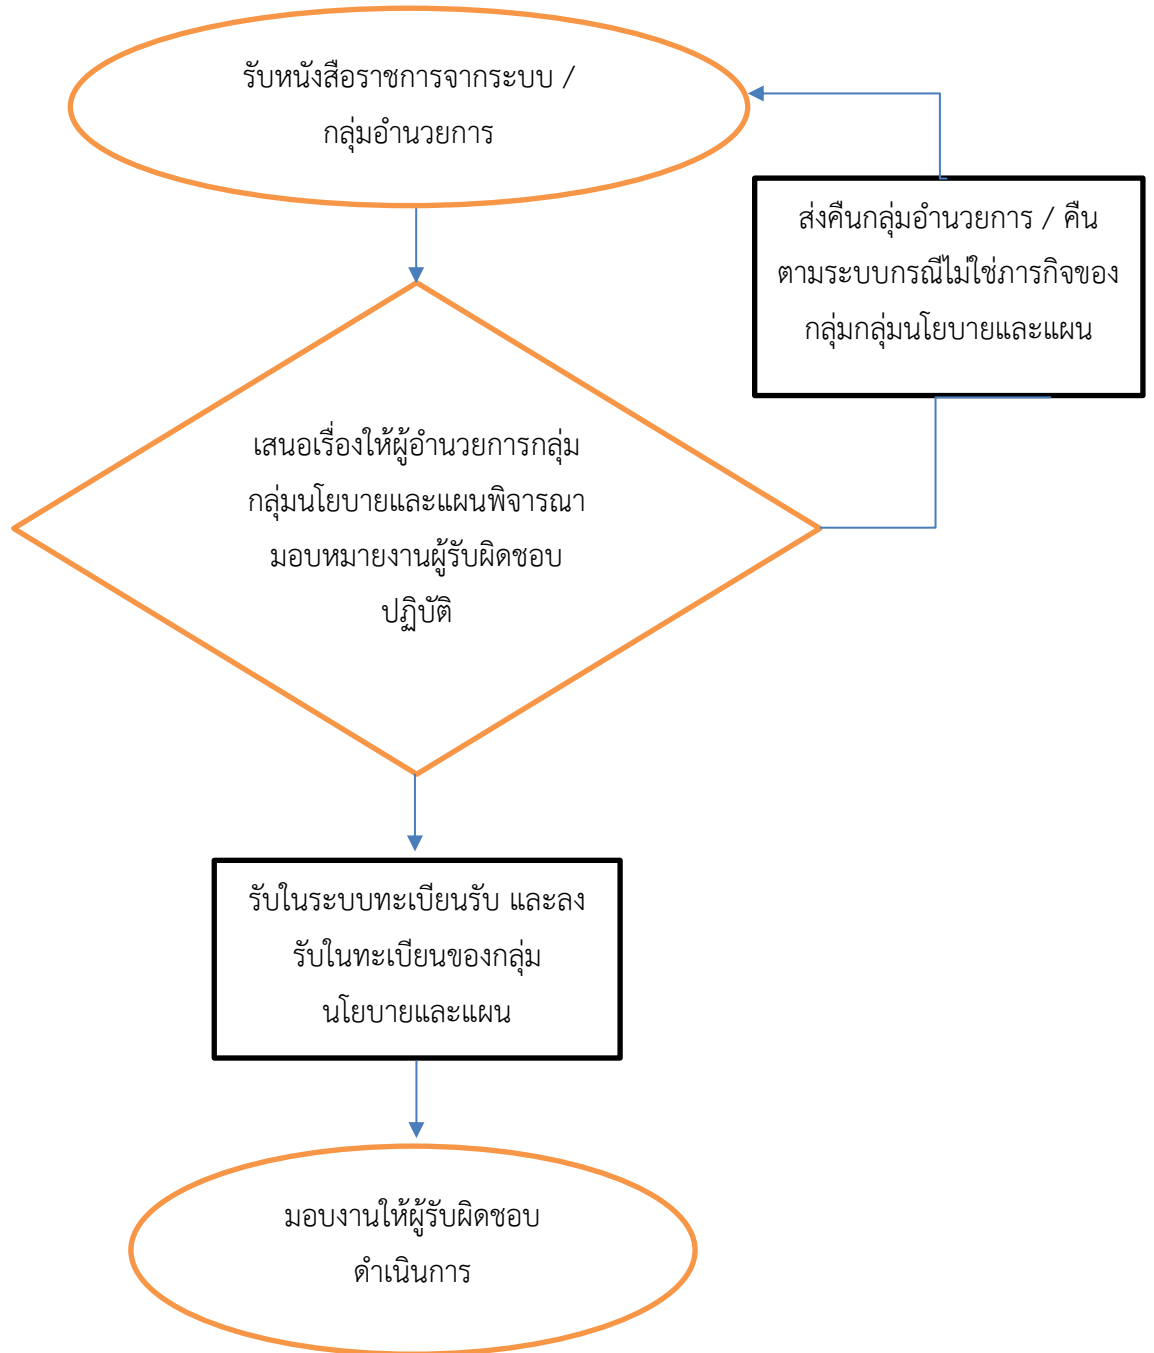 รับหนังสือราชการจากระบบ /
กลุ่มอำนวยการ
ส่งคืนกลุ่มอำนวยการ / คืน
ตามระบบกรณีไม่ใช่ภารกิจของ
กลุ่มกลุ่มนโยบายและแผน
เสนอเรื่องให้ผู้อำนวยการกลุ่ม
กลุ่มนโยบายและแผนพิจารณา
มอบหมายงานผู้รับผิดชอบ
ปฏิบัติ
รับในระบบทะเบียนรับ และลง
รับในทะเบียนของกลุ่ม
นโยบายและแผน
มอบงานให้ผู้รับผิดชอบ
ดำเนินการ